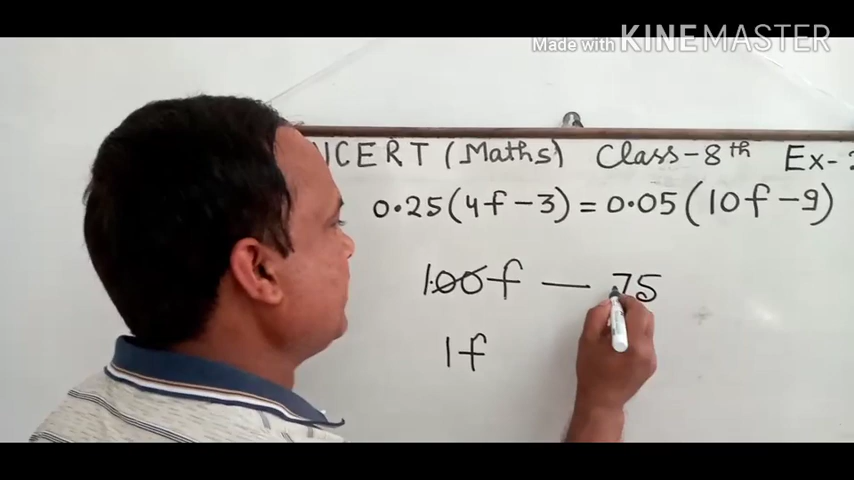 Made with KINEMASTER
NCERT (Maths) Class-8th Ex-
0.25(4f-3)=0.05(10f-9)
1.00f — 75
1f